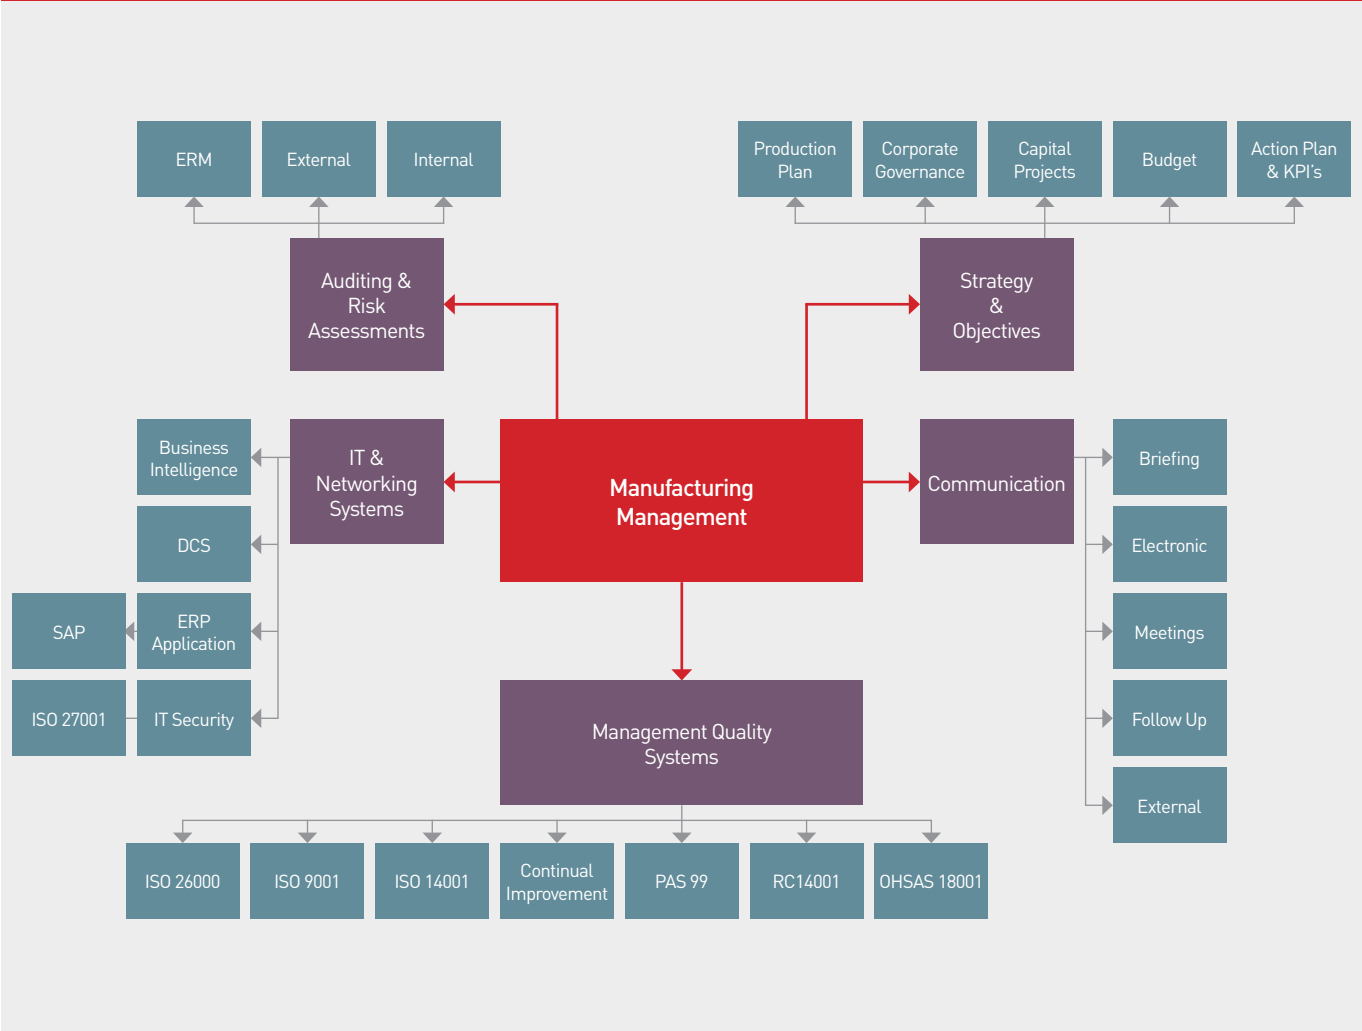 ERM
External
Internal
Production
Plan
Corporate
Governance
Capital
Projects
Budget
Action Plan
& KPI's
Auditing &
Risk
Assessments
Strategy
&
Objectives
Business
Intelligence
IT &
Networking
Systems
Manufacturing
Management
Communication
Briefing
DCS
Electronic
SAP
ERP
Application
Meetings
ISO 27001
IT Security
Management Quality
Systems
Follow Up
External
ISO 26000
ISO 9001
ISO 14001
Continual
Improvement
PAS 99
RC14001
OHSAS 18001